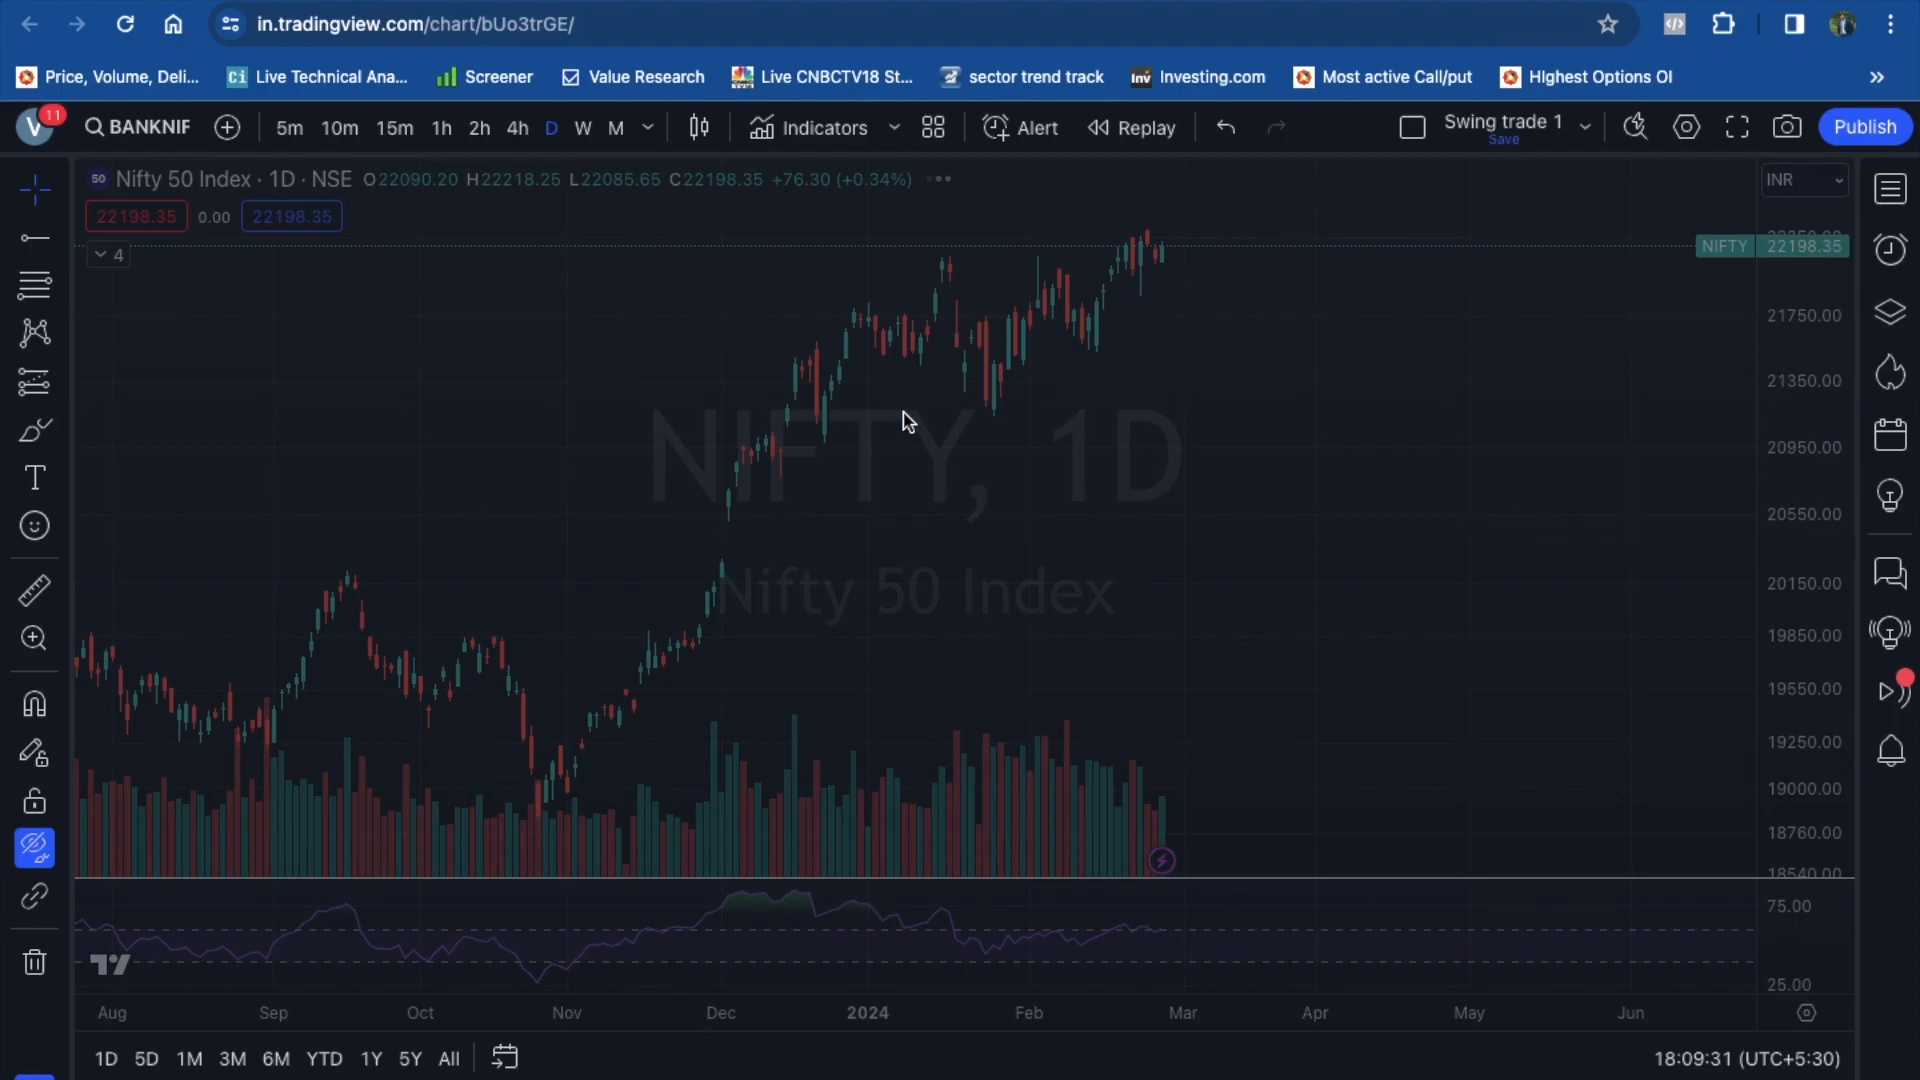 in.tradingview.com/chart/bUo3trGE/
Price, Volume, Deli... Ci Live Technical Ana... Screener Value Research Live CNBCTV18 St... sector trend track Inv Investing.com Most active Call/put HIghest Options OI »
V 11 BANKNIF 5m 10m 15m 1h 2h 4h D W M Indicators Alert Replay Swing trade 1 Save Publish
50 Nifty 50 Index · 1D · NSE O22090.20 H22218.25 L22085.65 C22198.35 +76.30 (+0.34%) INR
22198.35 0.00 22198.35
4
NIFTY 22198.35
21750.00
21350.00
NIFTY, 1D
20950.00
20550.00
20150.00
Nifty 50 Index
19850.00
19550.00
19250.00
19000.00
18760.00
18540.00
75.00
25.00
Aug Sep Oct Nov Dec 2024 Feb Mar Apr May Jun
1D 5D 1M 3M 6M YTD 1Y 5Y All 18:09:31 (UTC+5:30)